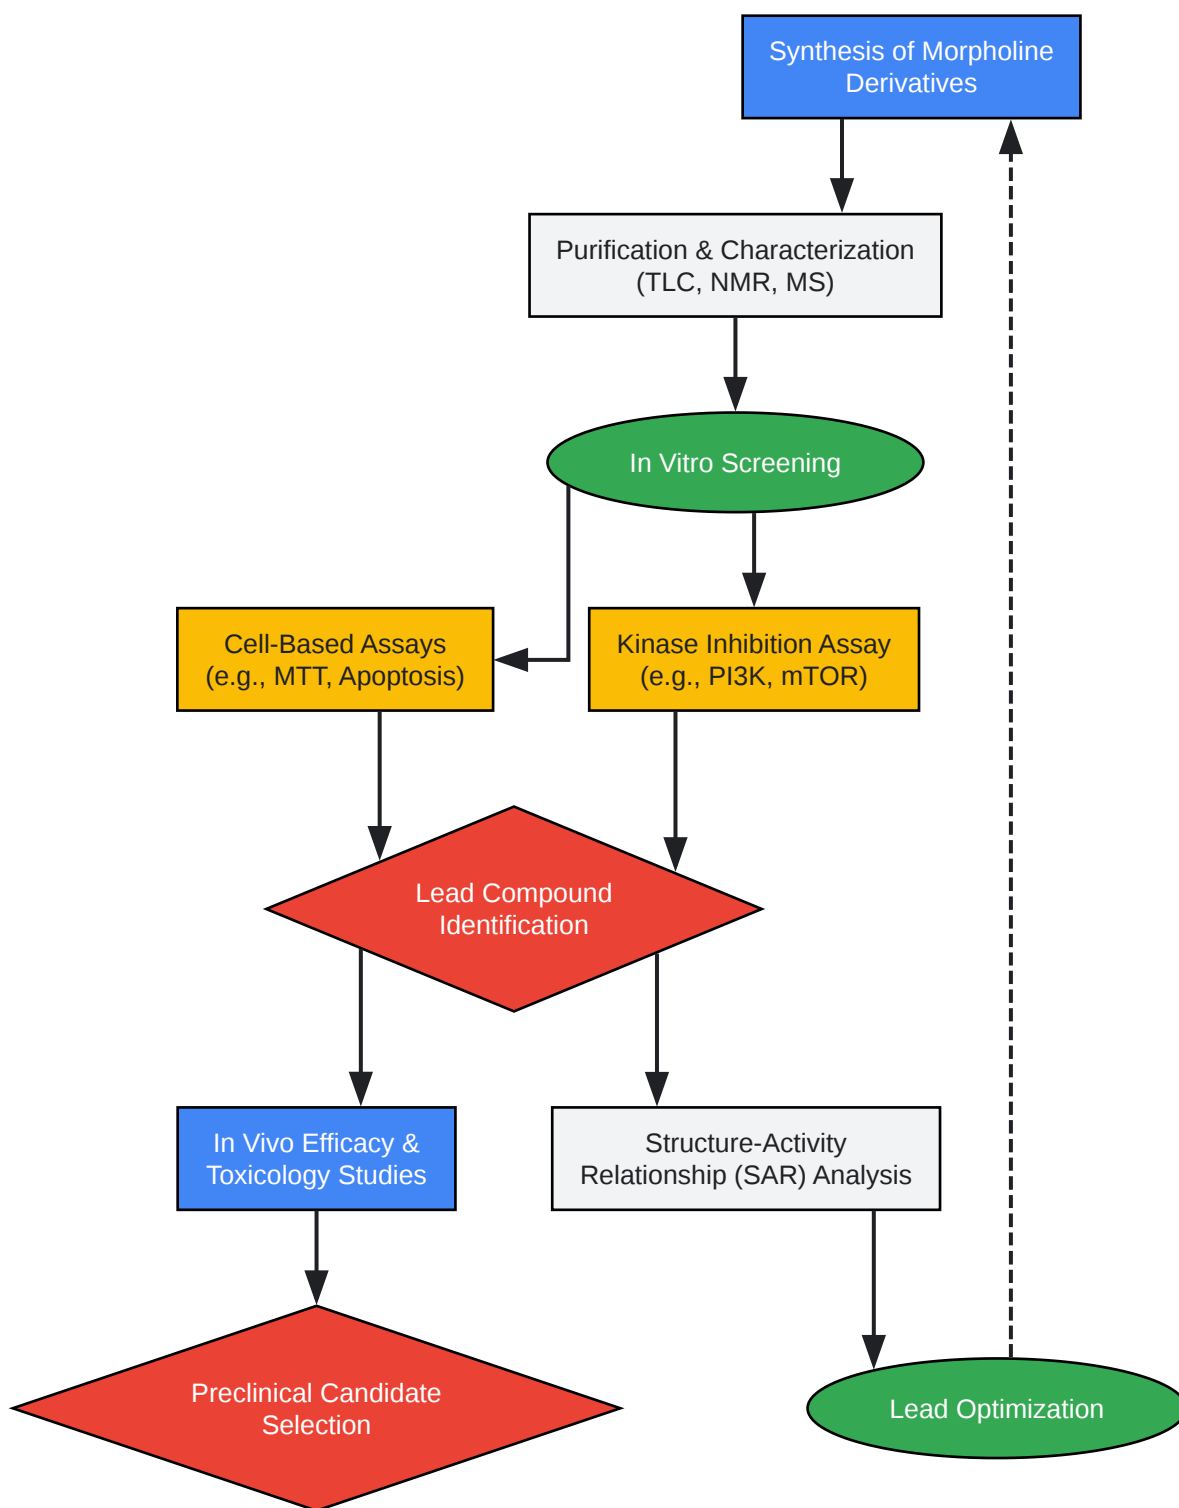 Synthesis of Morpholine
Derivatives
Purification & Characterization
(TLC, NMR, MS)
In Vitro Screening
Cell-Based Assays
(e.g., MTT, Apoptosis)
Kinase Inhibition Assay
(e.g., PI3K, mTOR)
Lead Compound
Identification
In Vivo Efficacy &
Toxicology Studies
Structure-Activity
Relationship (SAR) Analysis
Preclinical Candidate
Selection
Lead Optimization